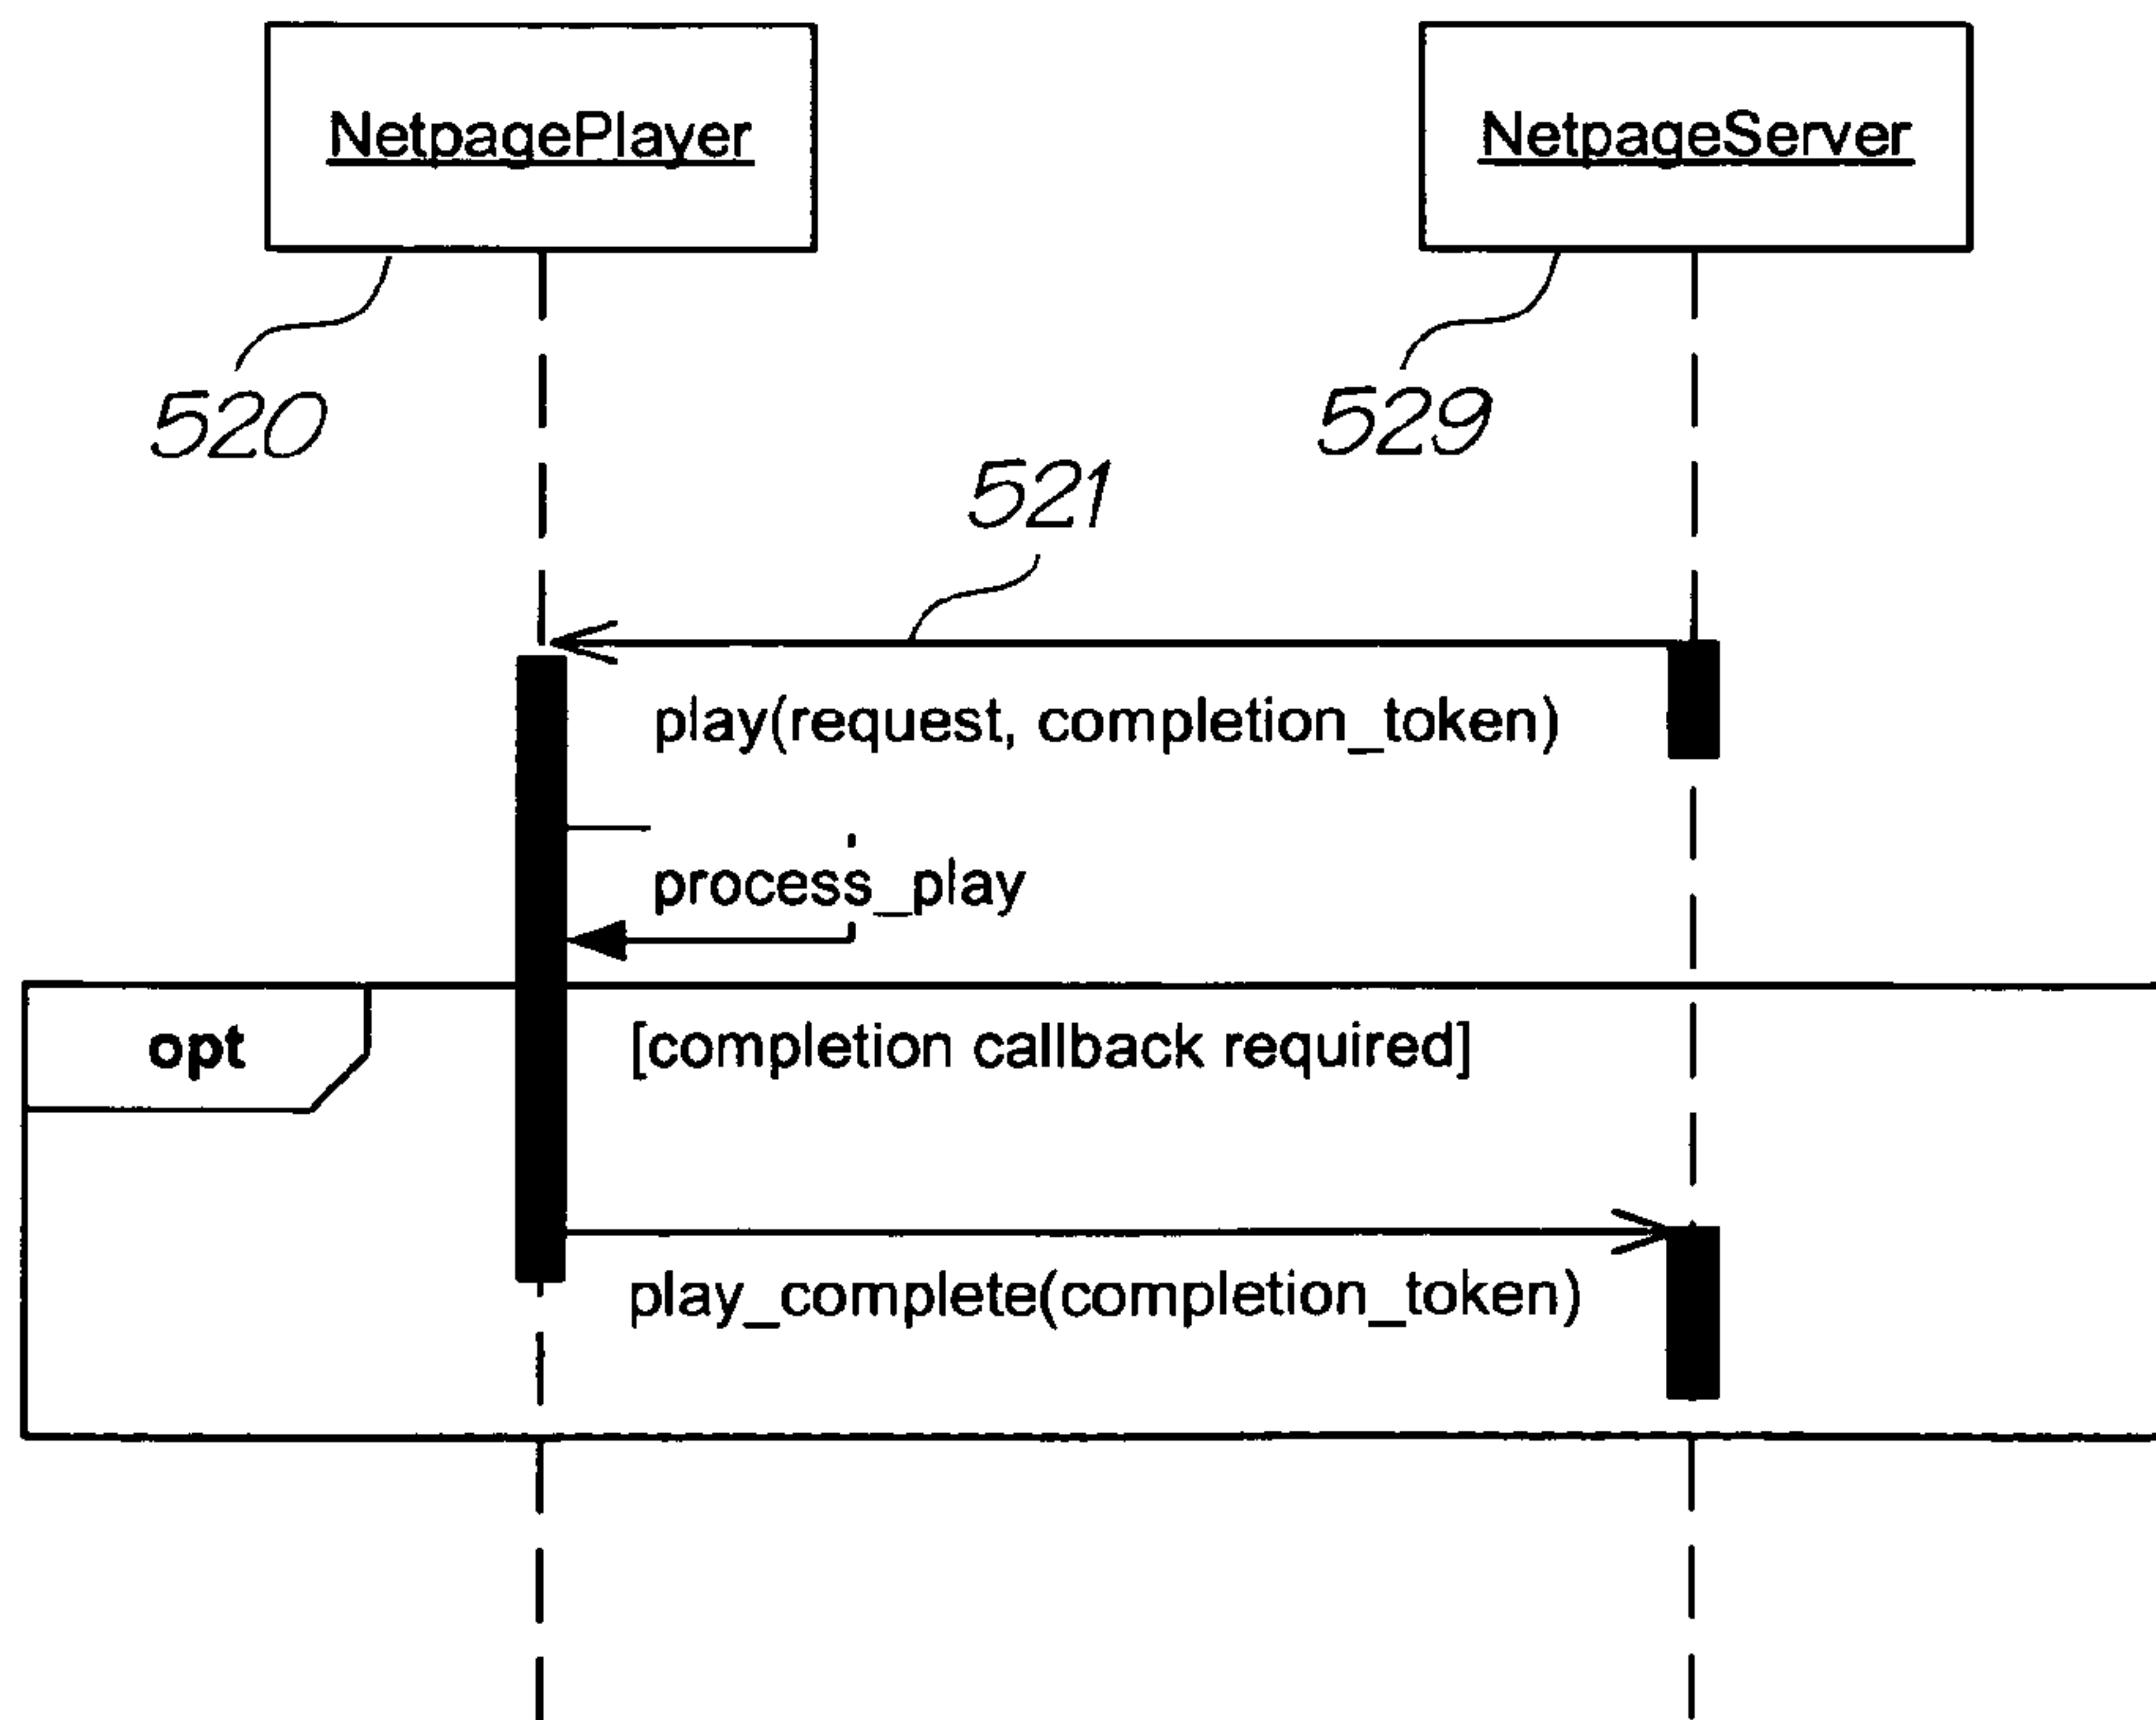 NetpagePlayer
NetpageServer
520
529
521
play(request, completion_token)
process_play
opt
[completion callback required]
play_complete(completion_token)